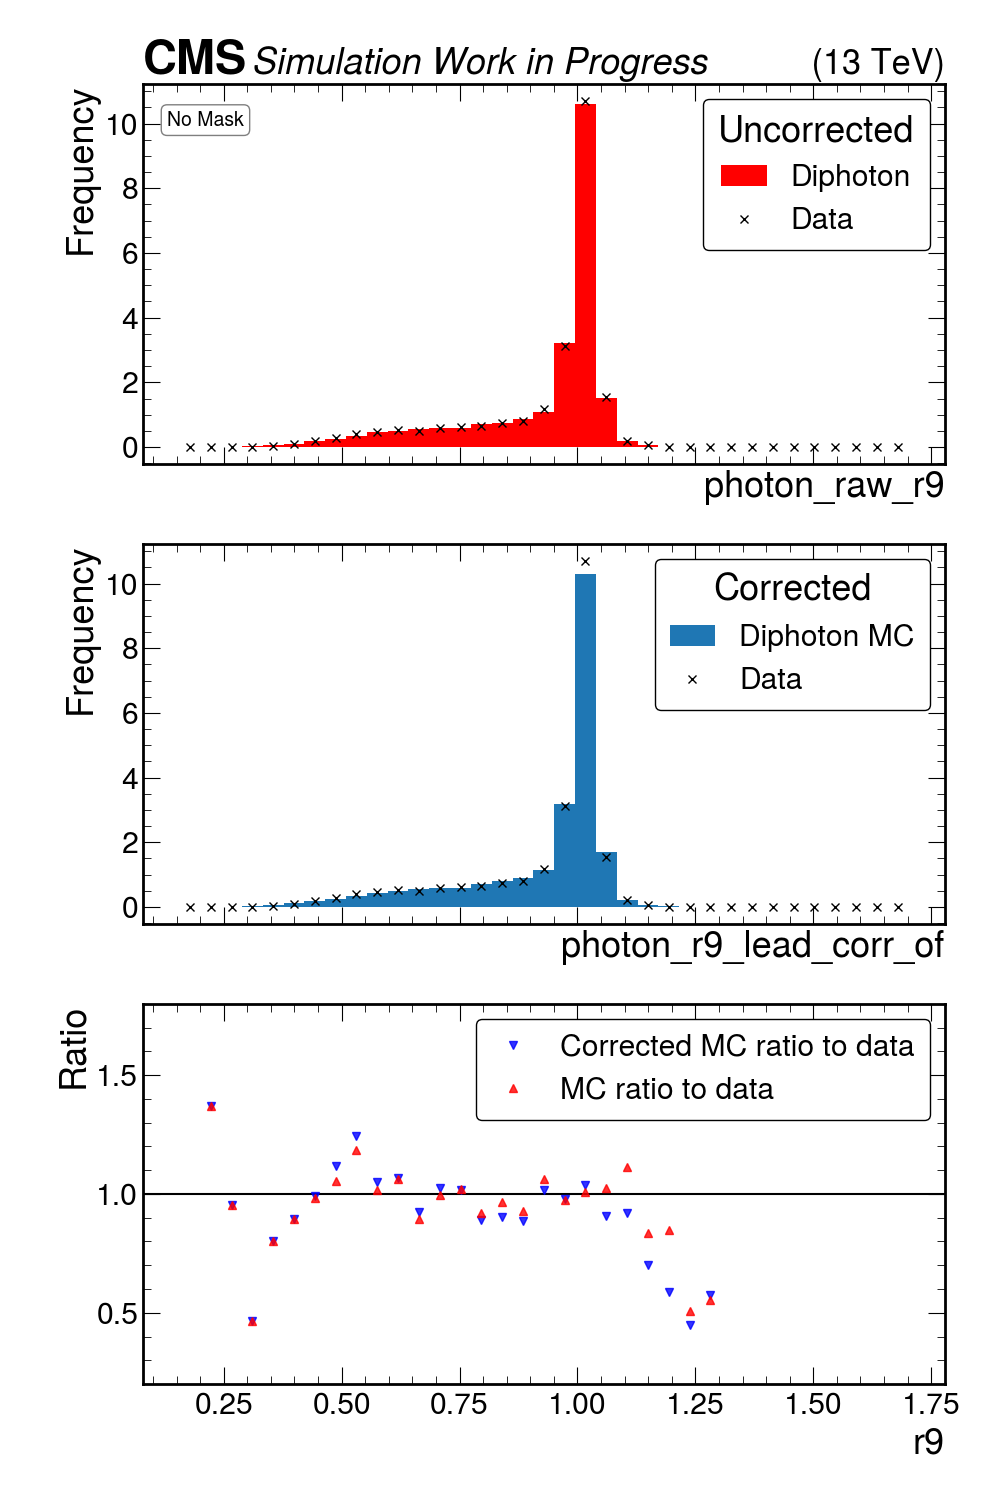 CMS Simulation Work in Progress (13 TeV)
Frequency
10
8
6
4
2
0
No Mask
Uncorrected
Diphoton
Data
photon_raw_r9
Frequency
10
8
6
4
2
0
Corrected
Diphoton MC
Data
photon_r9_lead_corr_of
Ratio
1.5
1.0
0.5
Corrected MC ratio to data
MC ratio to data
0.25 0.50 0.75 1.00 1.25 1.50 1.75
r9